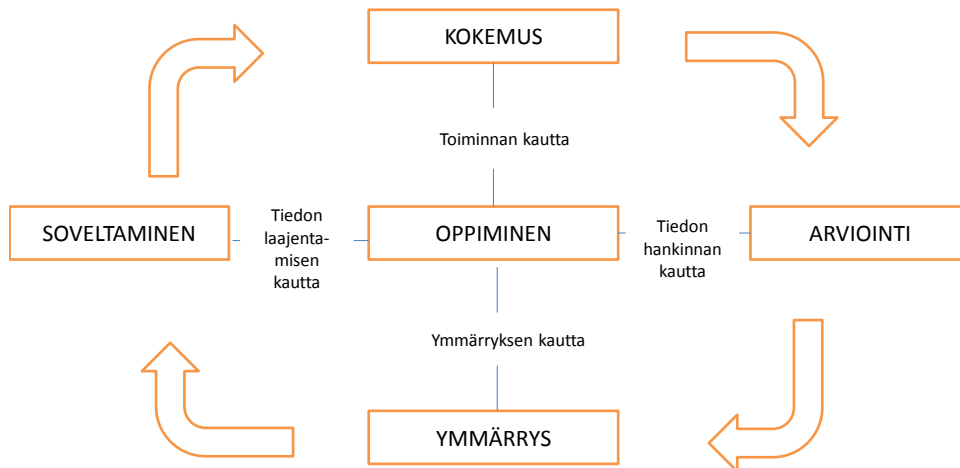 KOKEMUS
Toiminnan kautta
SOVELTAMINEN
Tiedon
laajenta-
misen
kautta
OPPIMINEN
Tiedon
hankinnan
kautta
ARVIOINTI
Ymmärryksen kautta
YMMÄRRYS